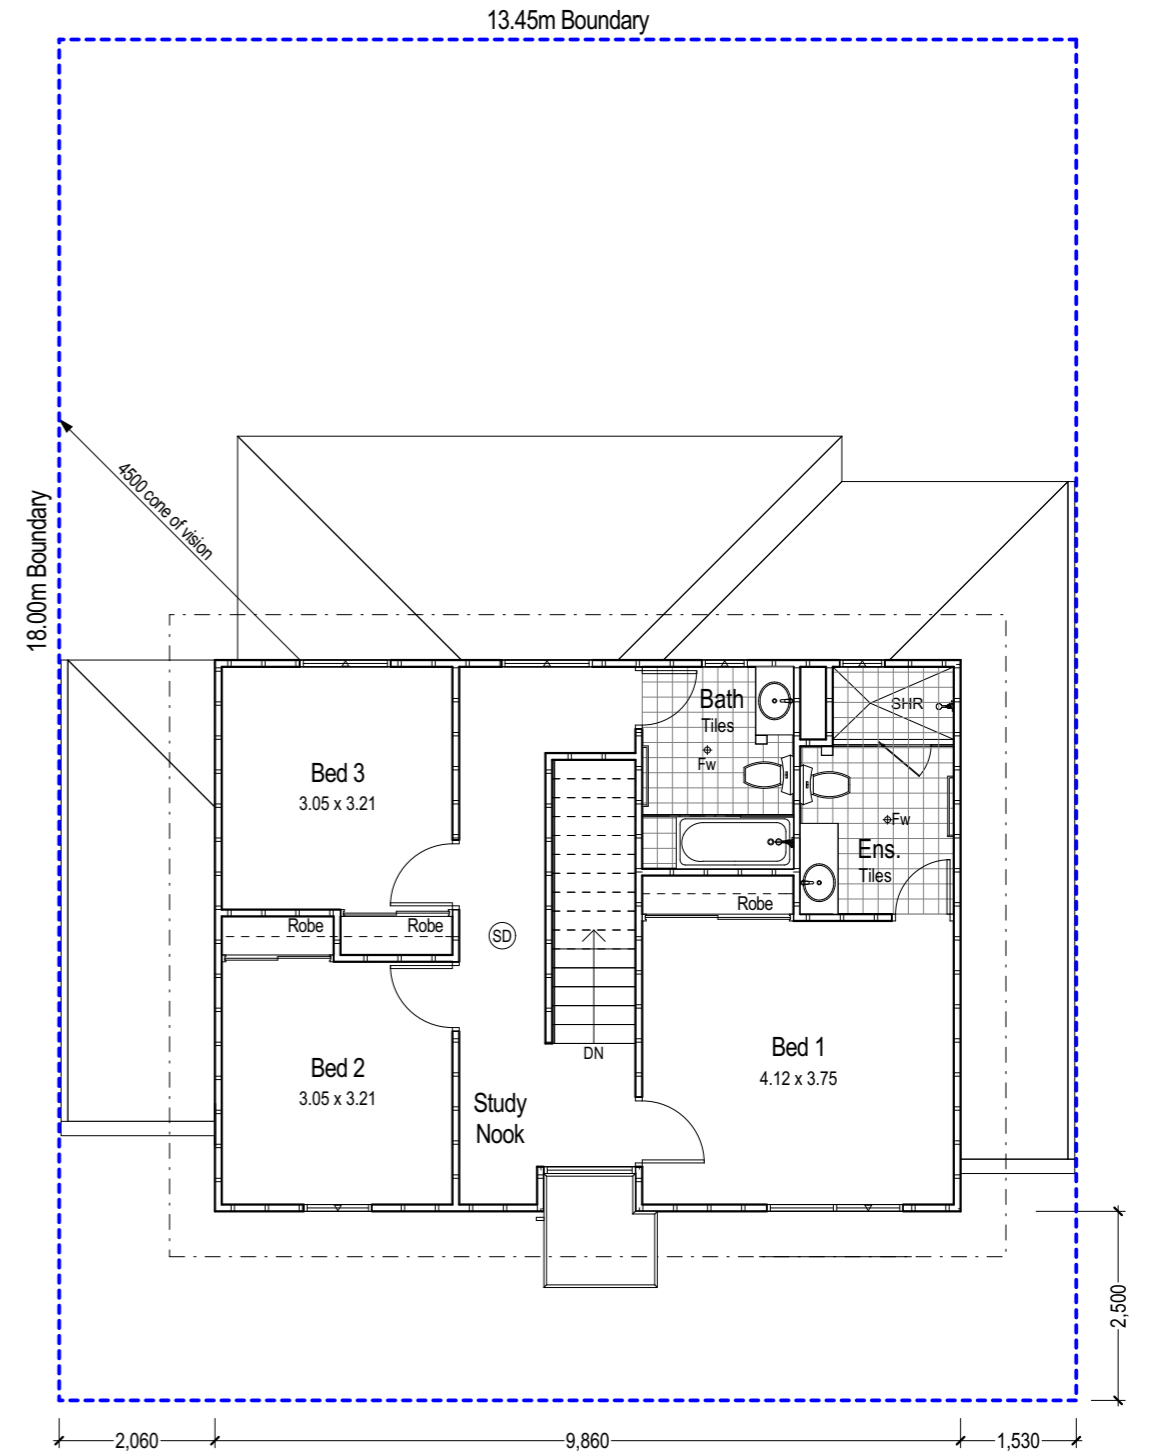 13.45m Boundary
18.00m Boundary
4500 cone of vision
Bath
Tiles
Fw
SHR
Bed 3
3.05 x 3.21
Fw
Ens.
Tiles
Robe
Robe
Robe
SD
DN
Bed 1
4.12 x 3.75
Bed 2
3.05 x 3.21
Study
Nook
2,500
2,060
9,860
1,530